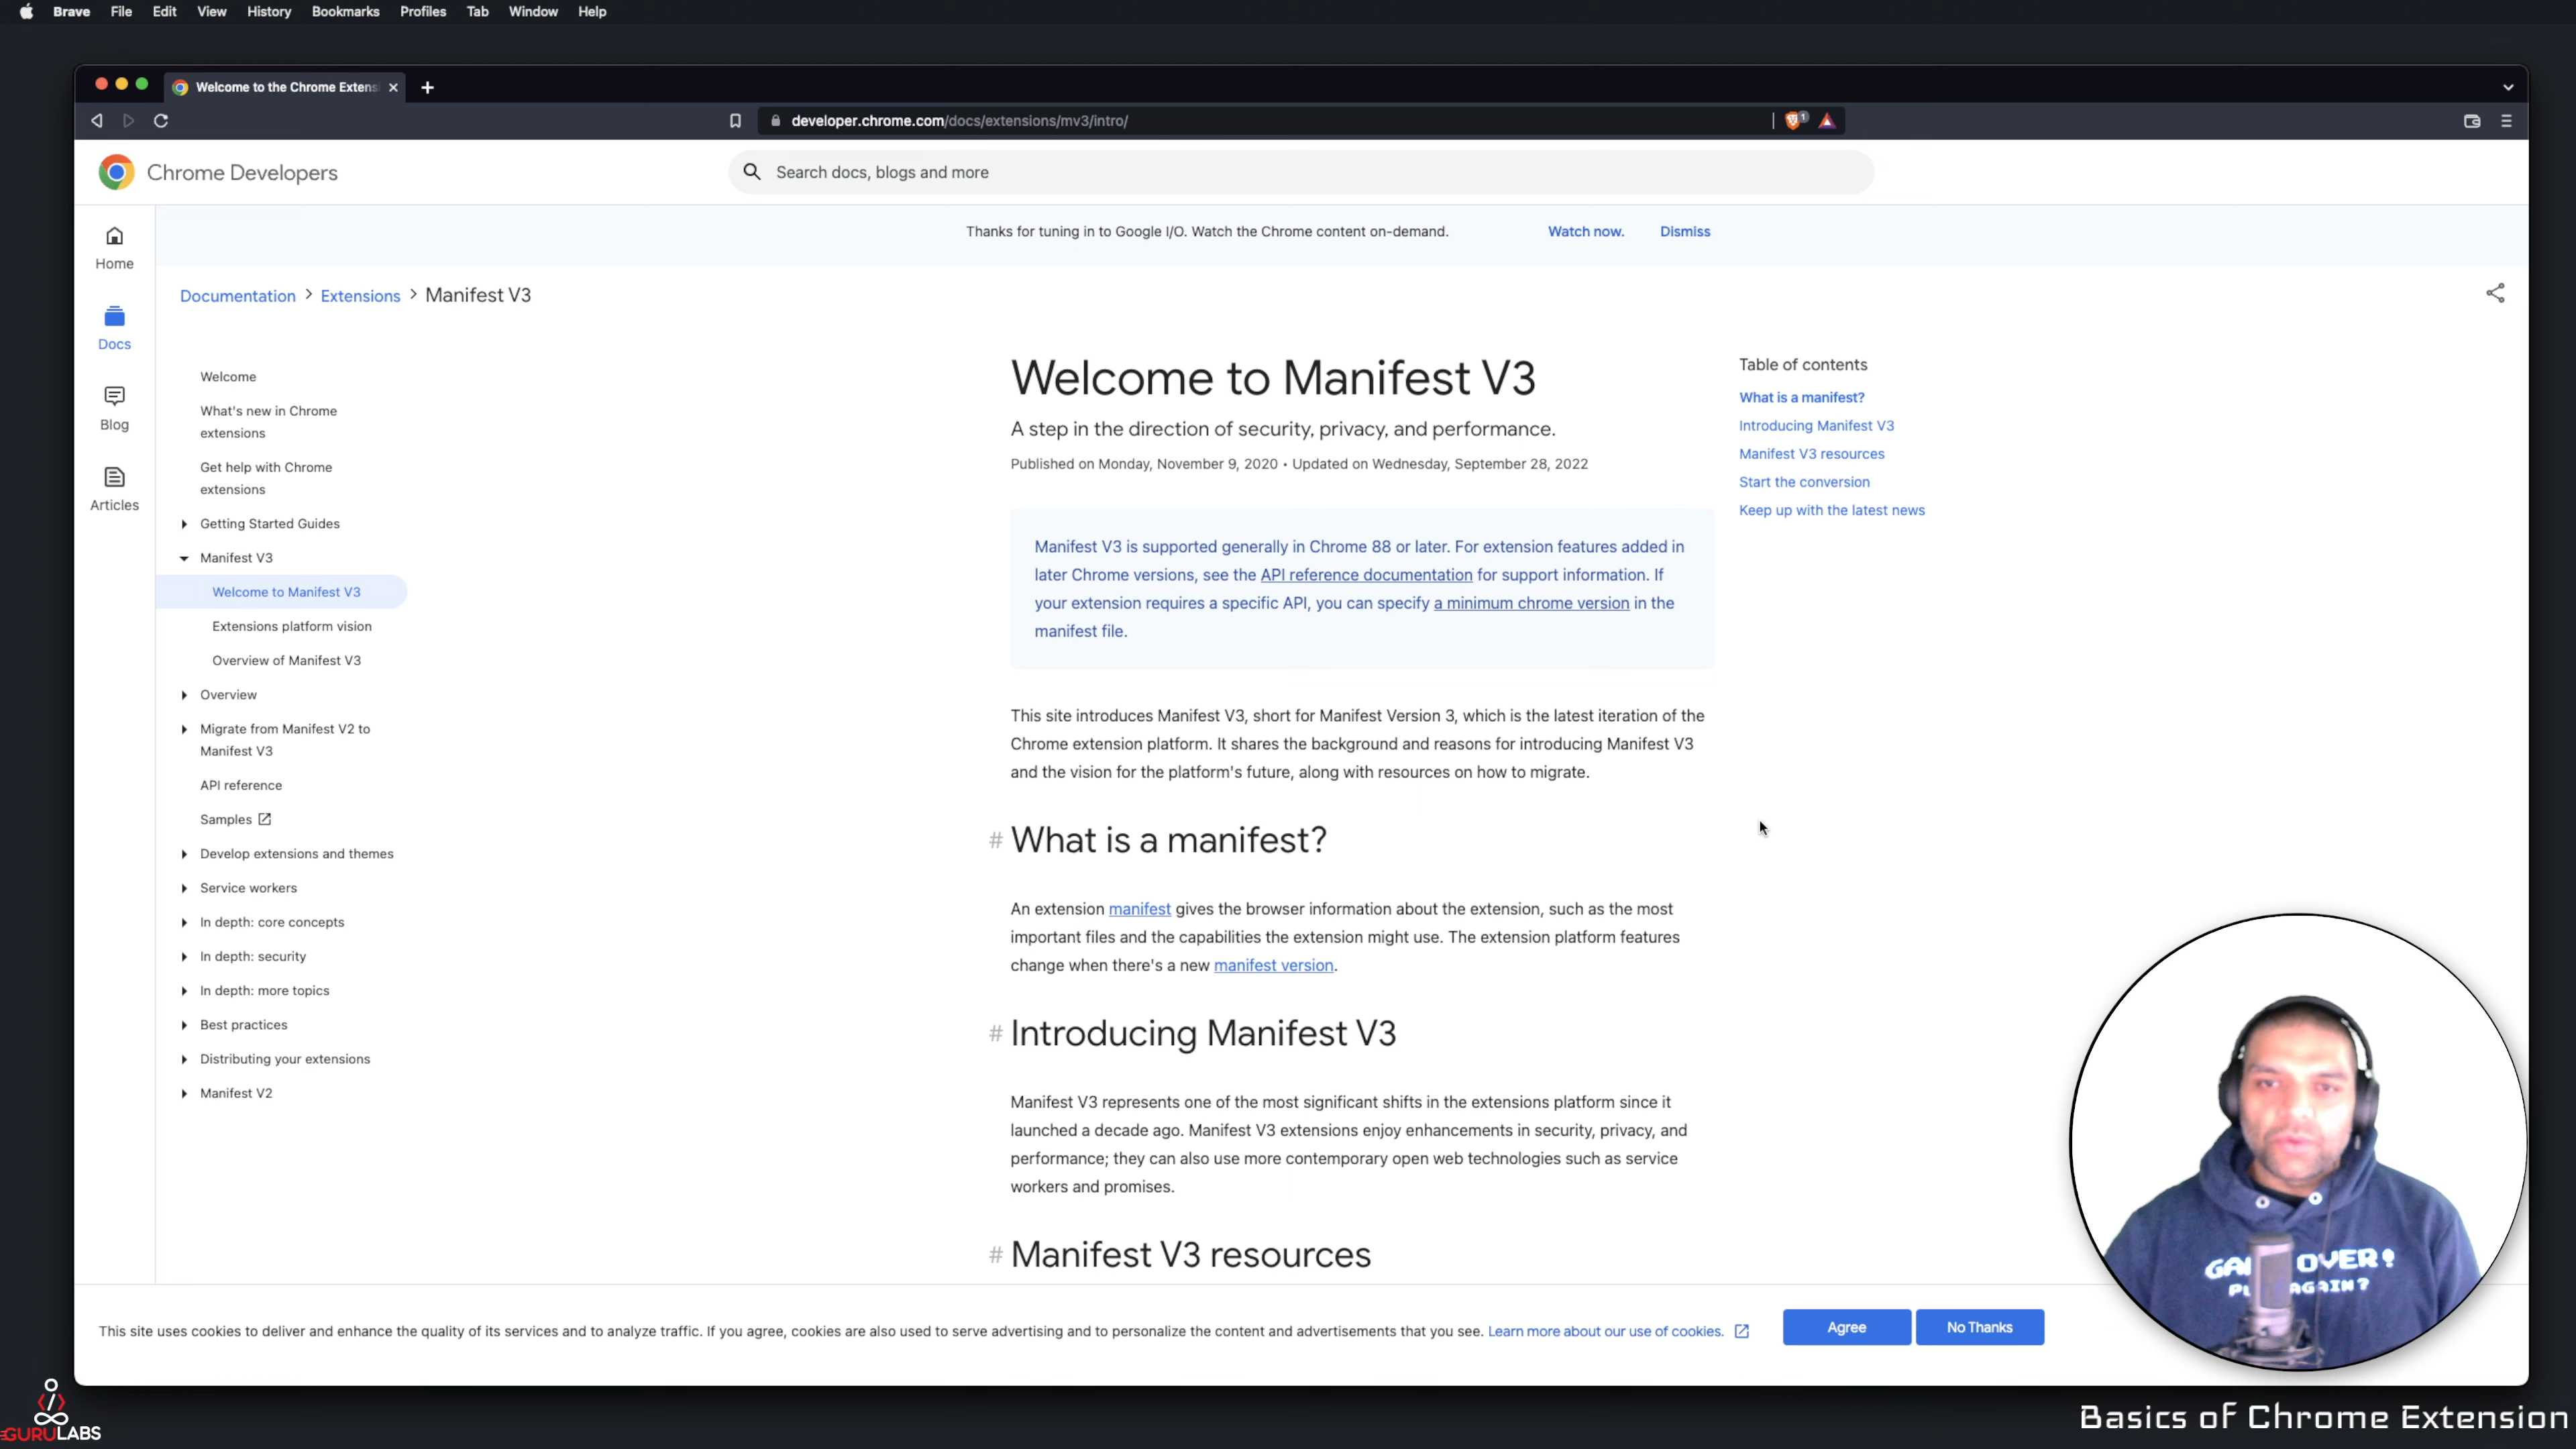 Brave File Edit View History Bookmarks Profiles Tab Window Help
Welcome to the Chrome Extens
developer.chrome.com/docs/extensions/mv3/intro/
1
Chrome Developers
Search docs, blogs and more
Thanks for tuning in to Google I/O. Watch the Chrome content on-demand. Watch now. Dismiss
Home
Docs
Blog
Articles
Documentation > Extensions > Manifest V3
Welcome
What's new in Chrome
extensions
Get help with Chrome
extensions
Getting Started Guides
Manifest V3
Welcome to Manifest V3
Extensions platform vision
Overview of Manifest V3
Overview
Migrate from Manifest V2 to
Manifest V3
API reference
Samples
Develop extensions and themes
Service workers
In depth: core concepts
In depth: security
In depth: more topics
Best practices
Distributing your extensions
Manifest V2
Welcome to Manifest V3
A step in the direction of security, privacy, and performance.
Published on Monday, November 9, 2020 • Updated on Wednesday, September 28, 2022
Manifest V3 is supported generally in Chrome 88 or later. For extension features added in
later Chrome versions, see the API reference documentation for support information. If
your extension requires a specific API, you can specify a minimum chrome version in the
manifest file.
This site introduces Manifest V3, short for Manifest Version 3, which is the latest iteration of the
Chrome extension platform. It shares the background and reasons for introducing Manifest V3
and the vision for the platform's future, along with resources on how to migrate.
# What is a manifest?
An extension manifest gives the browser information about the extension, such as the most
important files and the capabilities the extension might use. The extension platform features
change when there's a new manifest version.
# Introducing Manifest V3
Manifest V3 represents one of the most significant shifts in the extensions platform since it
launched a decade ago. Manifest V3 extensions enjoy enhancements in security, privacy, and
performance; they can also use more contemporary open web technologies such as service
workers and promises.
# Manifest V3 resources
Table of contents
What is a manifest?
Introducing Manifest V3
Manifest V3 resources
Start the conversion
Keep up with the latest news
This site uses cookies to deliver and enhance the quality of its services and to analyze traffic. If you agree, cookies are also used to serve advertising and to personalize the content and advertisements that you see. Learn more about our use of cookies.
Agree
No Thanks
OVER!
AGAIN?
GURULABS
Basics of Chrome Extension